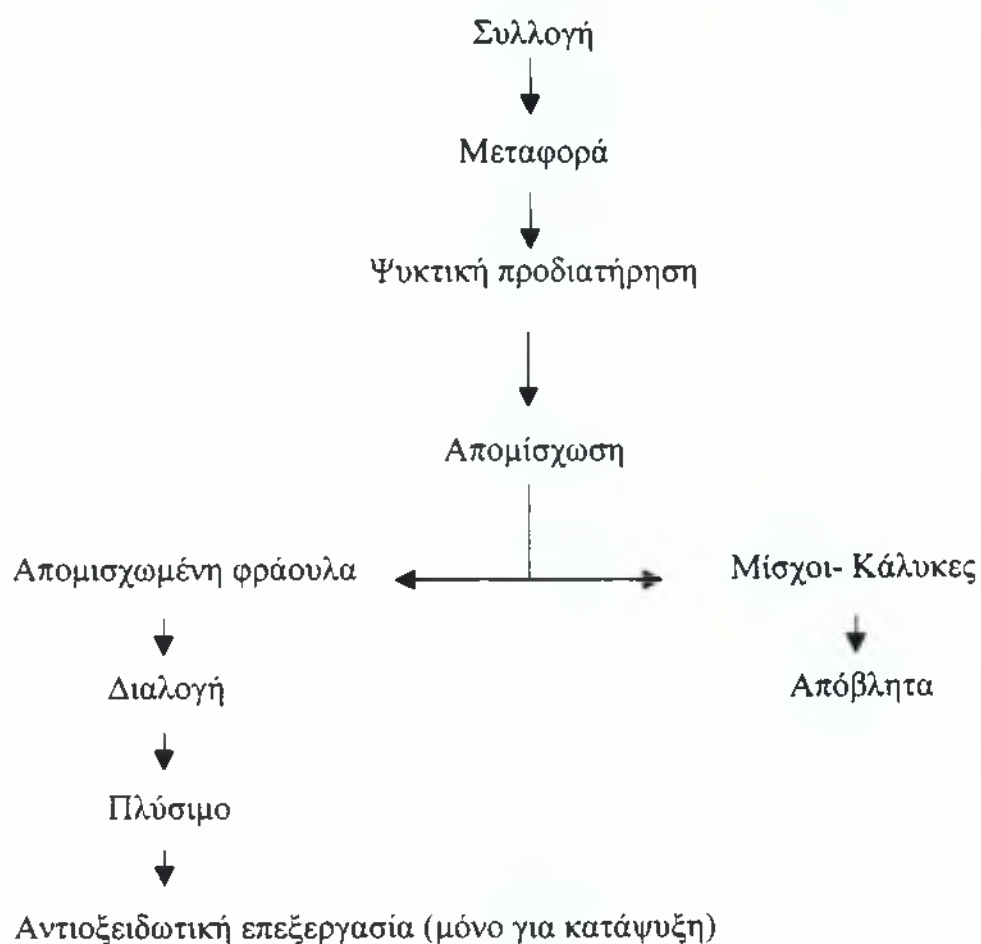 Συλλογή
Μεταφορά
Ψυκτική προδιατήρηση
Απομίσχωση
Απομισχωμένη φράουλα
Μίσχοι- Κάλυκες
Διαλογή
Απόβλητα
Πλύσιμο
Αντιοξειδωτική επεξεργασία (μόνο για κατάψυξη)